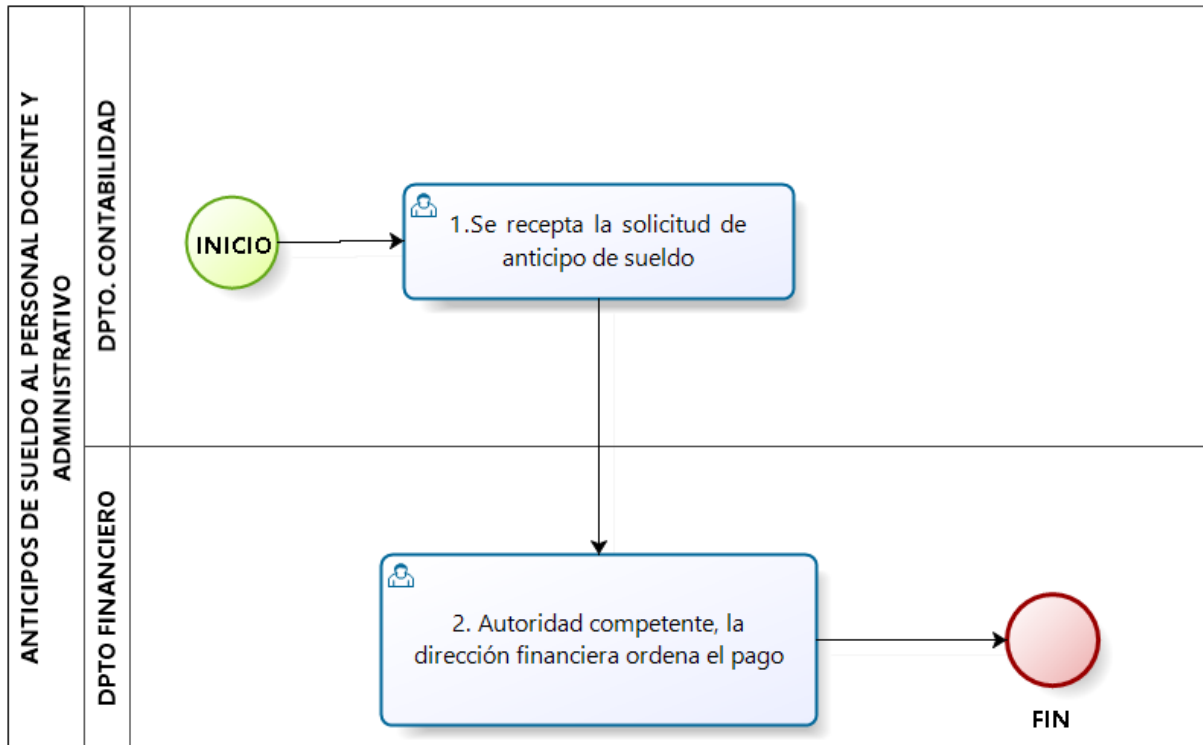 ANTICIPOS DE SUELDO AL PERSONAL DOCENTE Y
ADMINISTRATIVO
DPTO. CONTABILIDAD
INICIO
1.Se recepta la solicitud de
anticipo de sueldo
DPTO FINANCIERO
2. Autoridad competente, la
dirección financiera ordena el pago
FIN